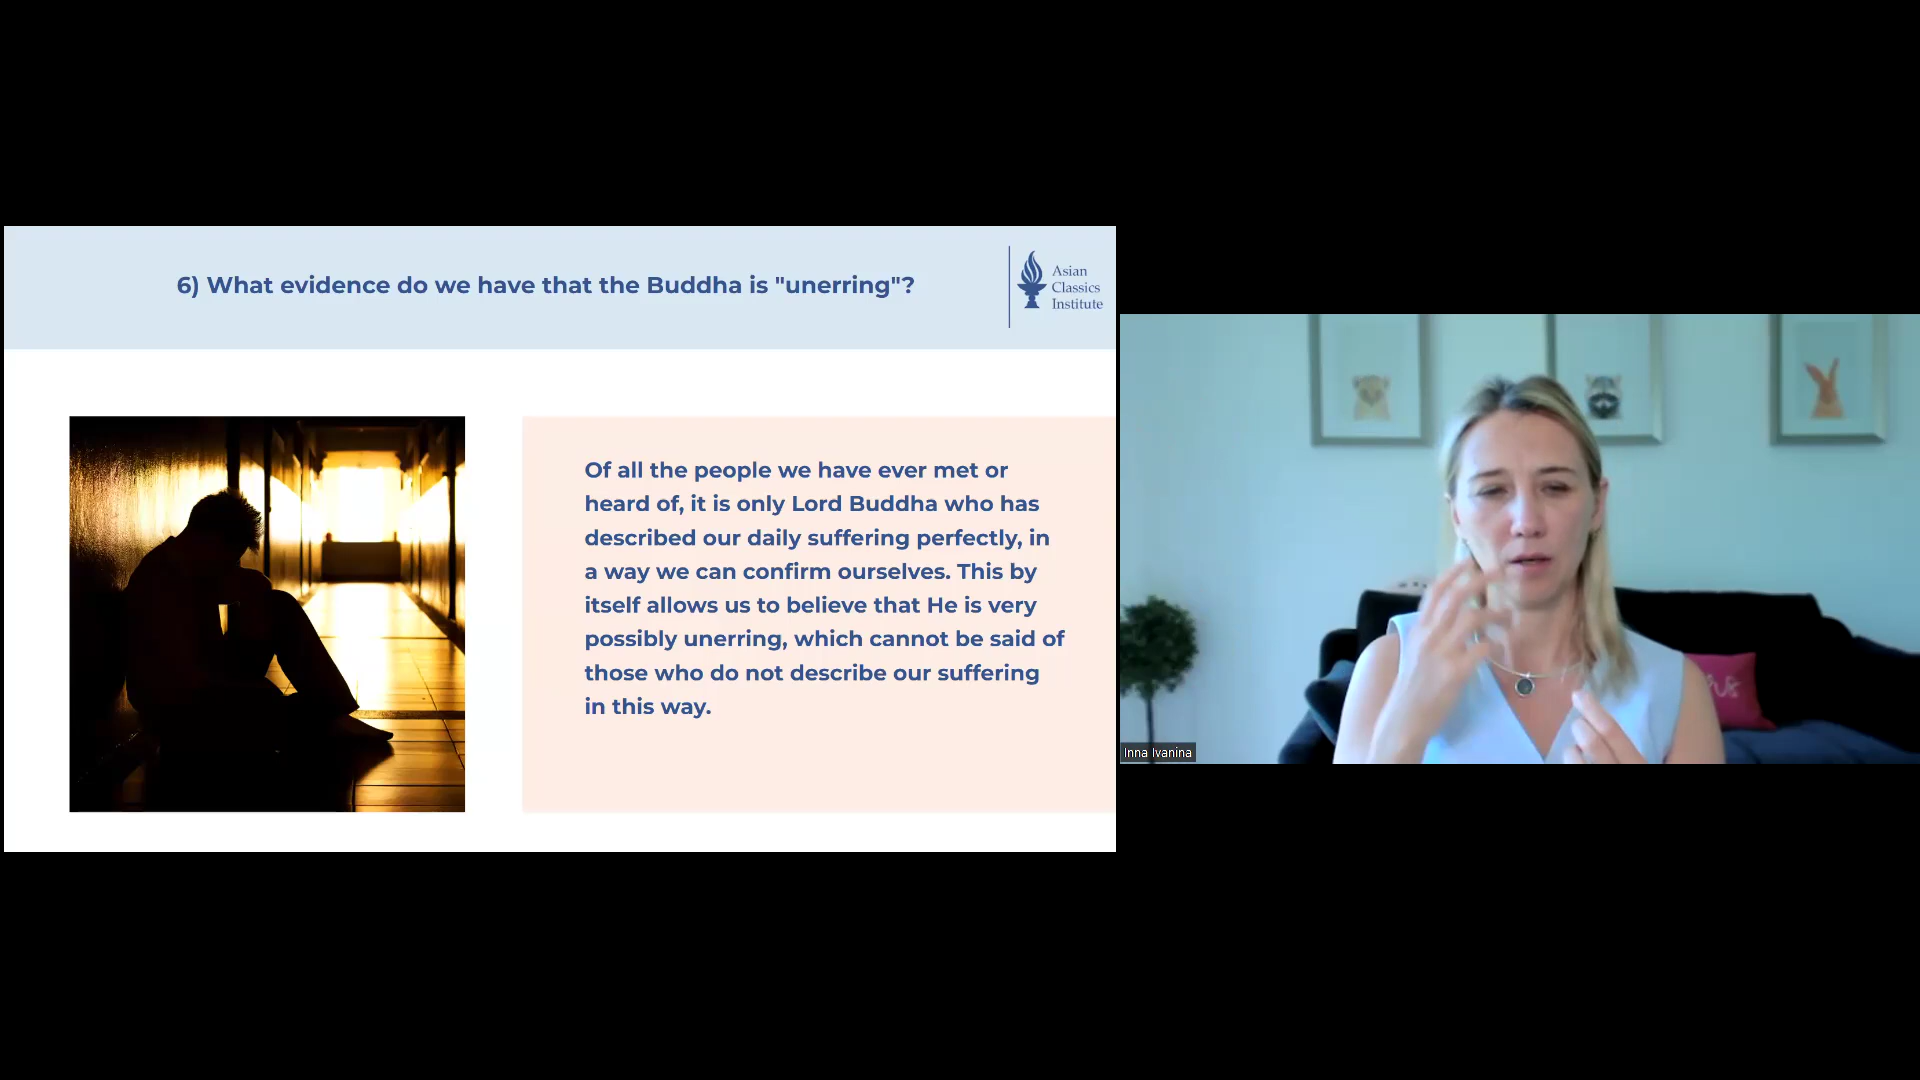 6) What evidence do we have that the Buddha is "unerring"?
Asian
Classics
Institute
Of all the people we have ever met or
heard of, it is only Lord Buddha who has
described our daily suffering perfectly, in
a way we can confirm ourselves. This by
itself allows us to believe that He is very
possibly unerring, which cannot be said of
those who do not describe our suffering
in this way.
Inna Ivanina